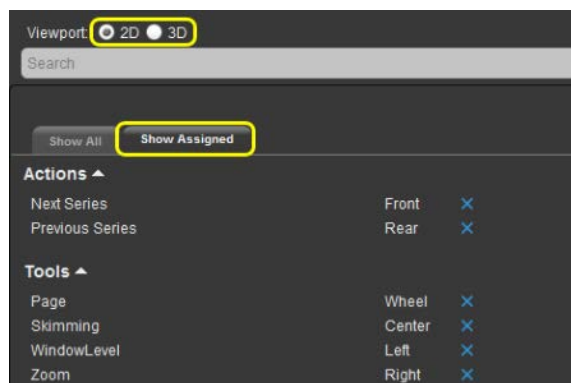 Viewport: 2D 3D
Search
Show All Show Assigned
Actions
Next Series Front
Previous Series Rear
Tools
Page Wheel
Skimming Center
WindowLevel Left
Zoom Right